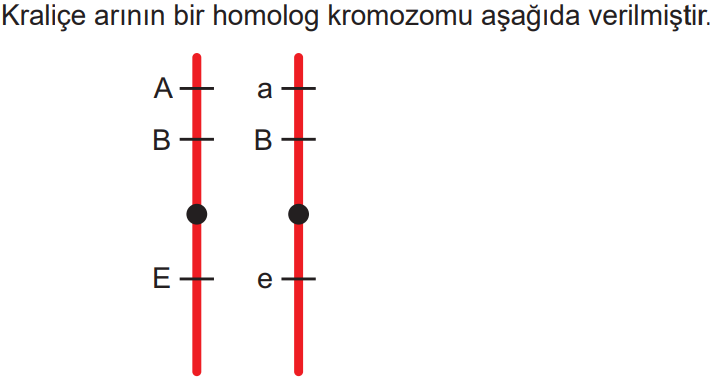 Kraliçe arının bir homolog kromozomu aşağıda verilmiştir.
A a
B B
E e